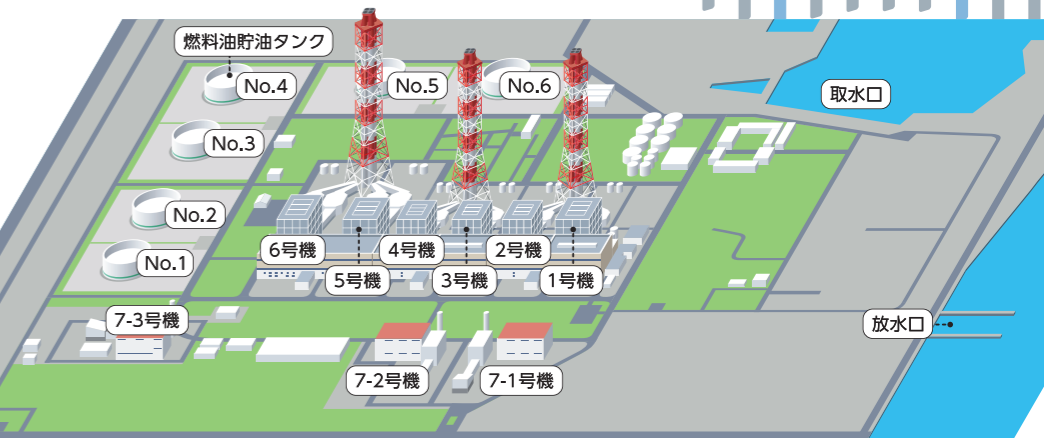 燃料油貯油タンク
No.4
No.5
No.6
取水口
No.3
No.2
No.1
6号機
4号機
2号機
5号機
3号機
1号機
7-3号機
放水口
7-2号機
7-1号機